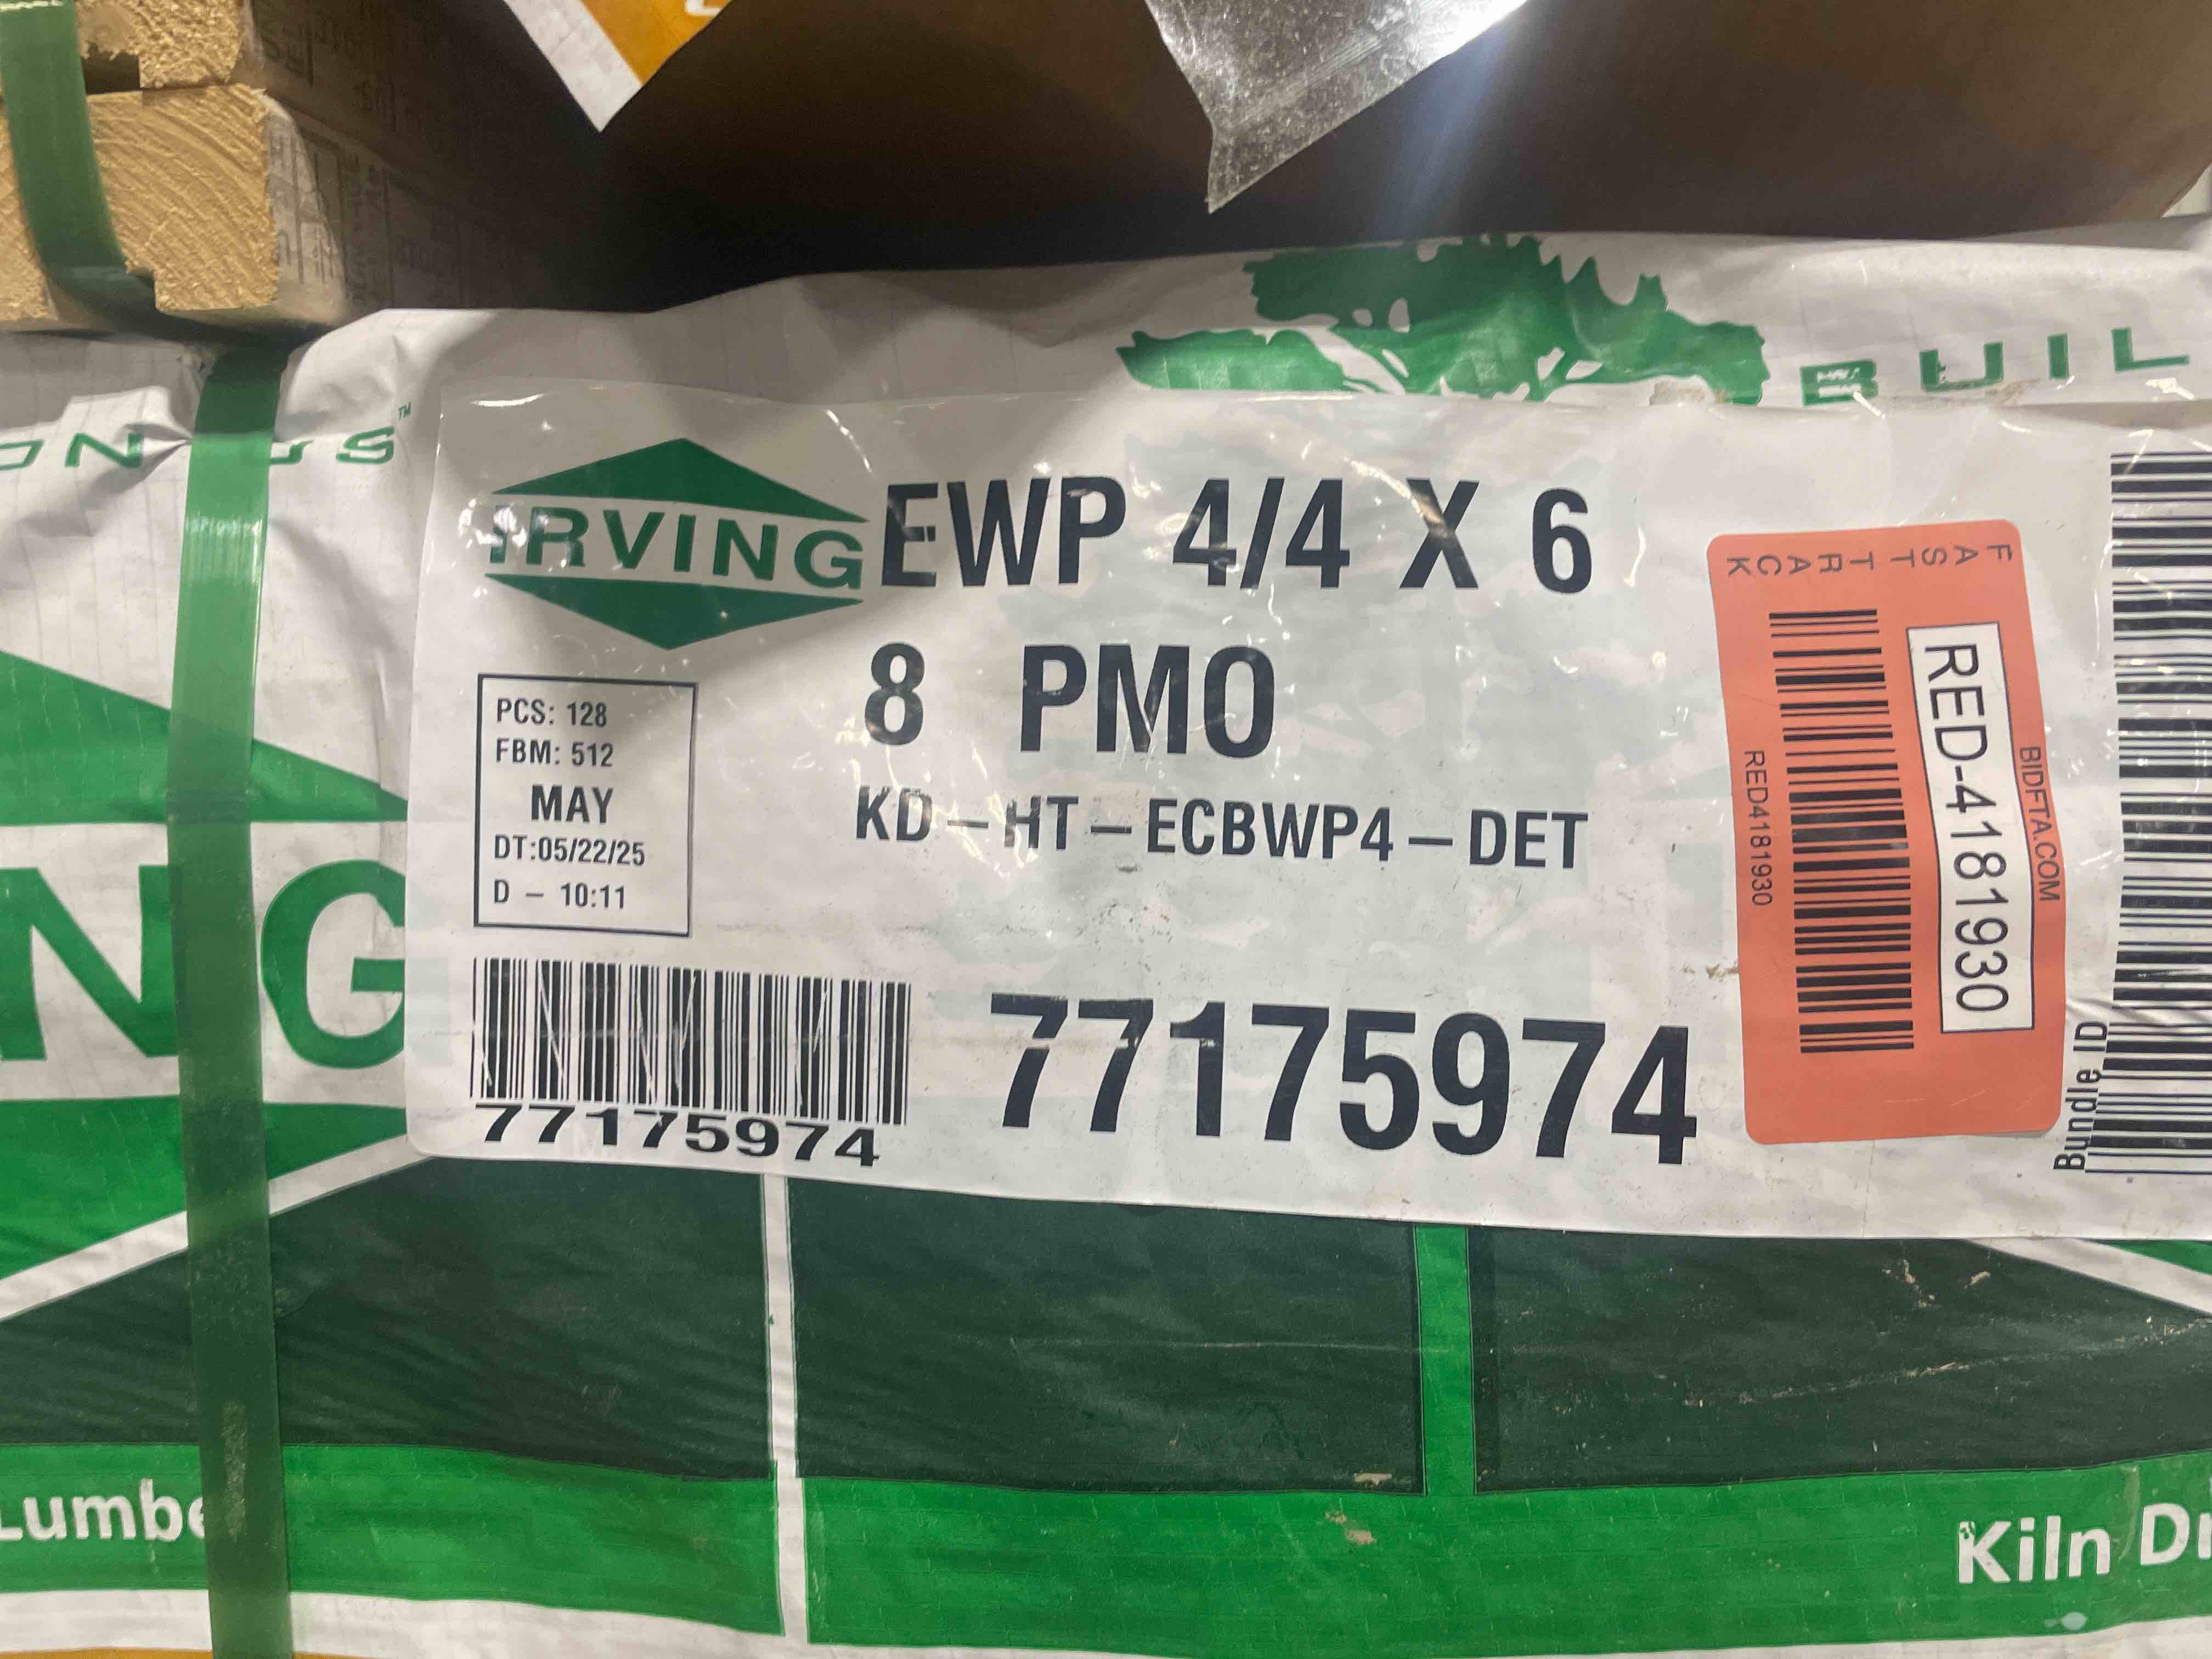 BUIL
US™
IRVING
EWP 4/4 X 6
8 PMO
KD-HT-ECBWP4-DET
PCS: 128
FBM: 512
MAY
DT:05/22/25
D - 10:11
77175974
77175974
FAST TRACK
RED4181930
RED-4181930
BIDFTA.COM
Bundle ID
NG
Lumbe
Kiln Dr